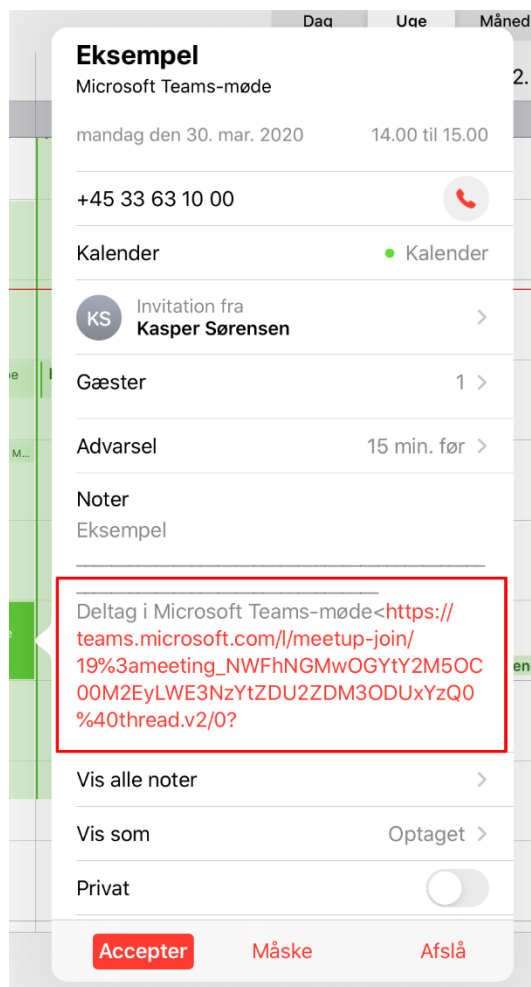 Dag Uge Måned
Eksempel
Microsoft Teams-møde
2.
mandag den 30. mar. 2020 14.00 til 15.00
+45 33 63 10 00
Kalender Kalender
KS
Invitation fra
Kasper Sørensen
Gæster 1
Advarsel 15 min. før
M...
Noter
Eksempel
Deltag i Microsoft Teams-møde<https://
teams.microsoft.com/l/meetup-join/
19%3ameeting_NWFhNGMwOGYtY2M5OC
00M2EyLWE3NzYtZDU2ZDM3ODUxYzQ0
%40thread.v2/0?
Vis alle noter
Vis som Optaget
Privat
Accepter Måske Afslå